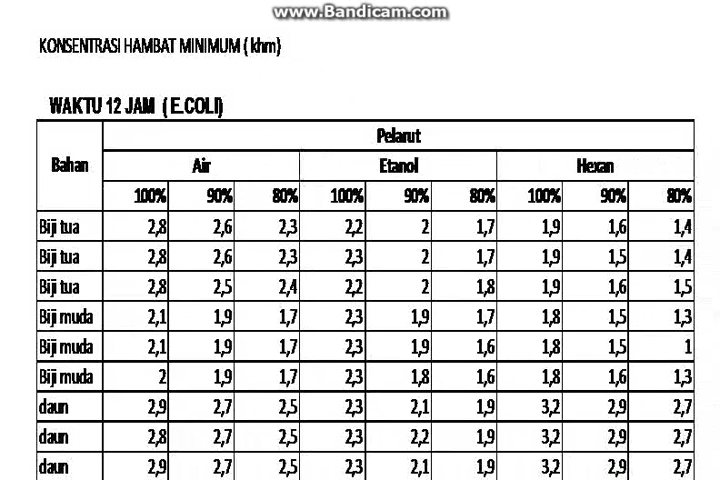 www.Bandicam.com
KONSENTRASI HAMBAT MINIMUM ( khm)
WAKTU 12 JAM ( E.COLI)
Bahan Pelarut
Air Etanol Hexan
100% 90% 80% 100% 90% 80% 100% 90% 80%
Biji tua 2,8 2,6 2,3 2,2 2 1,7 1,9 1,6 1,4
Biji tua 2,8 2,6 2,3 2,3 2 1,7 1,9 1,5 1,4
Biji tua 2,8 2,5 2,4 2,2 2 1,8 1,9 1,6 1,5
Biji muda 2,1 1,9 1,7 2,3 1,9 1,7 1,8 1,5 1,3
Biji muda 2,1 1,9 1,7 2,3 1,9 1,6 1,8 1,5 1
Biji muda 2 1,9 1,7 2,3 1,8 1,6 1,8 1,6 1,3
daun 2,9 2,7 2,5 2,3 2,1 1,9 3,2 2,9 2,7
daun 2,8 2,7 2,5 2,3 2,2 1,9 3,2 2,9 2,7
daun 2,9 2,7 2,5 2,3 2,1 1,9 3,2 2,9 2,7